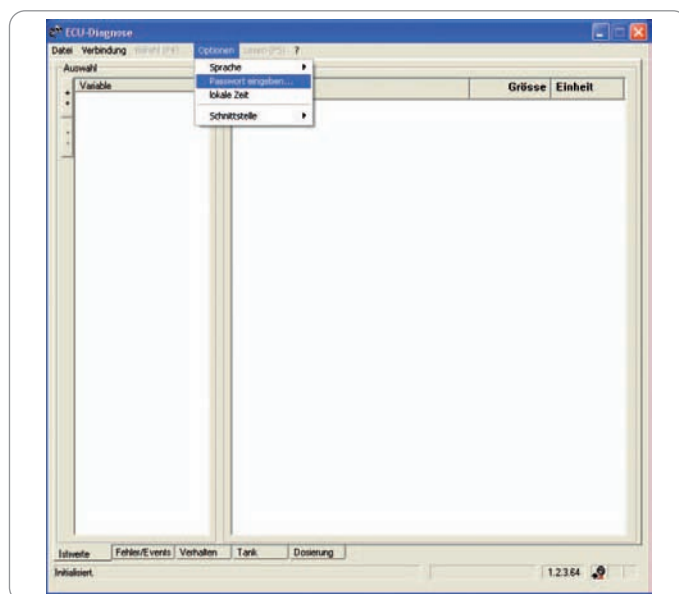 ECU-Diagnose
Datei Verbindung Optionen ?
Auswahl
Sprache
Passwort eingeben...
lokale Zeit
Schnittstelle
Variable
Grösse Einheit
Istwerte Fehler/Events Verhalten Tank Dosierung
Initialisiert. 1.2.3.64